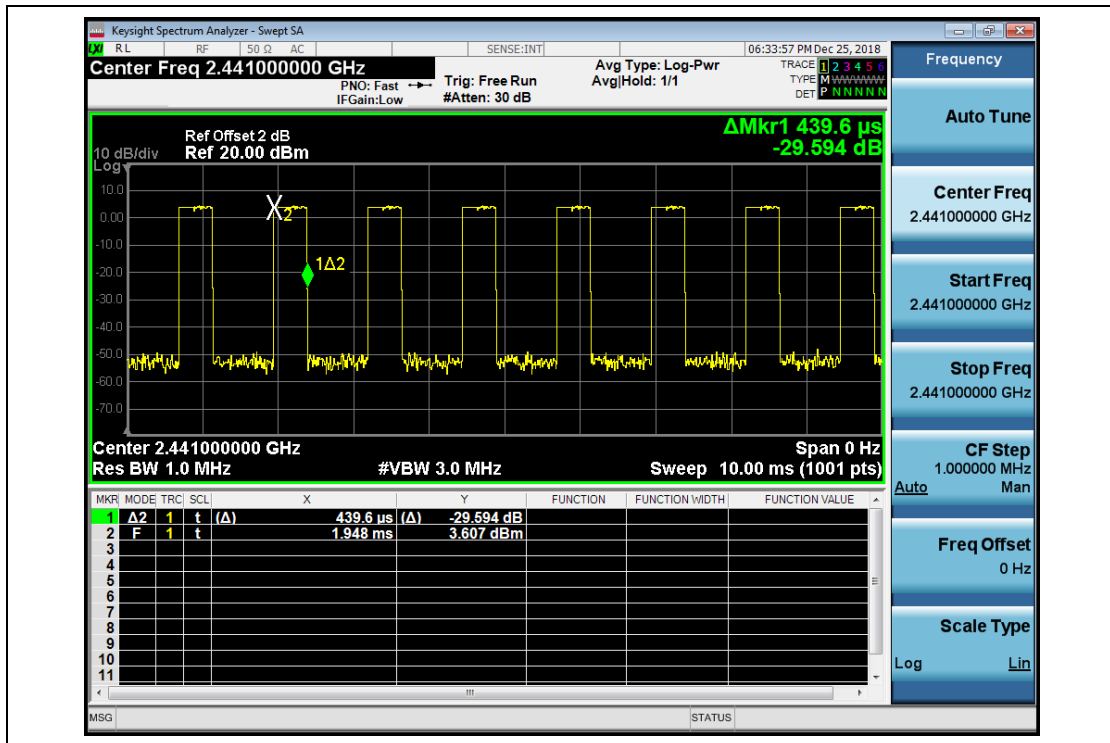 Keysight Spectrum Analyzer - Swept SA
LXI RL RF 50 Ω AC SENSE:INT 06:33:57 PM Dec 25, 2018
Center Freq 2.441000000 GHz
PNO: Fast
IFGain:Low
Trig: Free Run
#Atten: 30 dB
Avg Type: Log-Pwr
Avg|Hold: 1/1
TRACE 1 2 3 4 5 6
TYPE M WWWWW
DET P N N N N N
ΔMkr1 439.6 µs
-29.594 dB
Ref Offset 2 dB
10 dB/div Ref 20.00 dBm
Log
10.0
0.00
-10.0
-20.0
-30.0
-40.0
-50.0
-60.0
-70.0
X2
1Δ2
Center 2.441000000 GHz Span 0 Hz
Res BW 1.0 MHz #VBW 3.0 MHz Sweep 10.00 ms (1001 pts)
MKR MODE TRC SCL X Y FUNCTION FUNCTION WIDTH FUNCTION VALUE
1 Δ2 1 t (Δ) 439.6 µs (Δ) -29.594 dB
2 F 1 t 1.948 ms 3.607 dBm
3
4
5
6
7
8
9
10
11
MSG STATUS
Frequency
Auto Tune
Center Freq
2.441000000 GHz
Start Freq
2.441000000 GHz
Stop Freq
2.441000000 GHz
CF Step
1.000000 MHz
Auto Man
Freq Offset
0 Hz
Scale Type
Log Lin